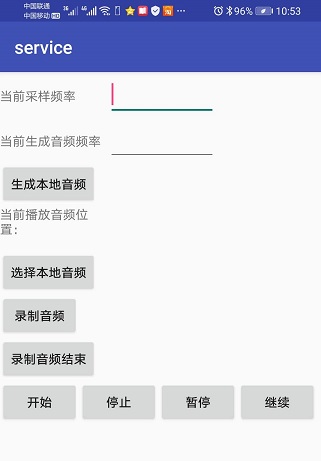 中国联通
中国移动 HD
3G 4G 96% 10:53
service
当前采样频率
当前生成音频频率
生成本地音频
当前播放音频位
置：
选择本地音频
录制音频
录制音频结束
开始 停止 暂停 继续